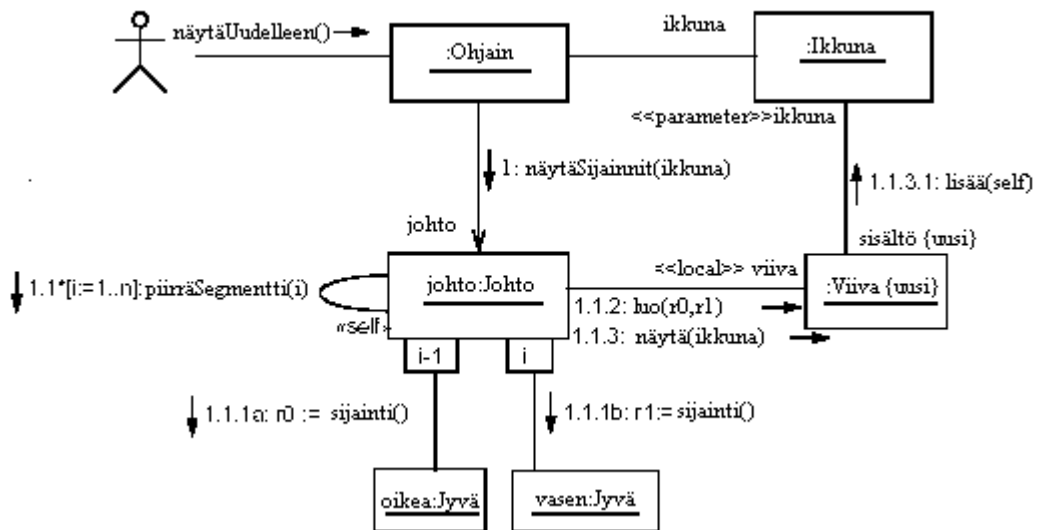 näytäUudelleen()
:Ohjain
ikkuna
:Ikkuna
<<parameter>>ikkuna
1: näytäSijainnit(ikkuna)
1.1.3.1: lisää(self)
johto
sisältö {uusi}
1.1*[i:=1..n]:piirräSegmentti(i)
johto:Johto
<<local>> viiva
:Viiva {uusi}
1.1.2: luo(r0,r1)
«self»
1.1.3: näytä(ikkuna)
i-1
i
1.1.1a: r0 := sijainti()
1.1.1b: r1:= sijainti()
oikea:Jyvä
vasen:Jyvä